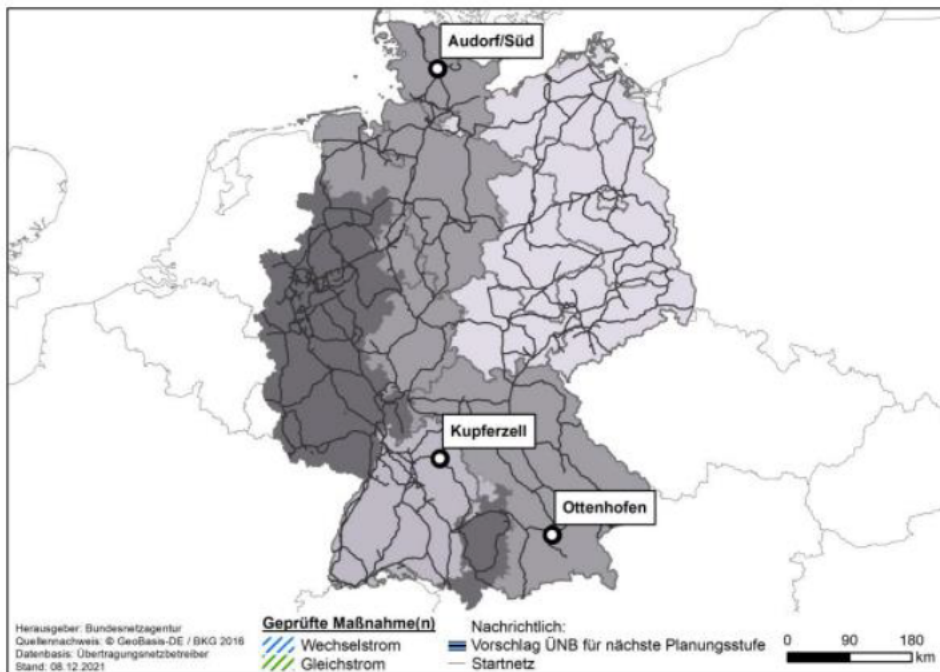 Audorf/Süd
Kupferzell
Ottenhofen
Herausgeber: Bundesnetzagentur
Quellennachweis: © GeoBasis-DE / BKG 2016
Datenbasis: Übertragungsnetzbetreiber
Stand: 08.12.2021
Geprüfte Maßnahme(n)
Wechselstrom
Gleichstrom
Nachrichtlich:
Vorschlag ÜNB für nächste Planungsstufe
Startnetz
0 90 180
km